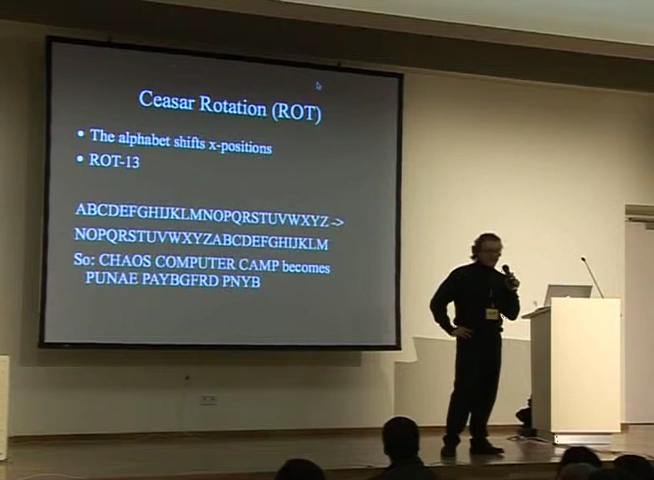 Ceasar Rotation (ROT)
• The alphabet shifts x-positions
• ROT-13
ABCDEFGHIJKLMNOPQRSTUVWXYZ ->
NOPQRSTUVWXYZABCDEFGHIJKLM
So: CHAOS COMPUTER CAMP becomes
PUNAE PAYBGFRD PNYB